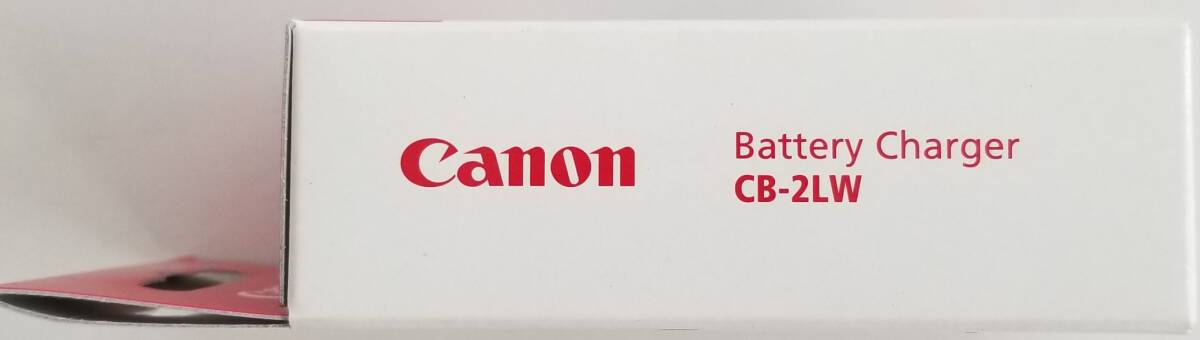 Canon
Battery Charger
CB-2LW